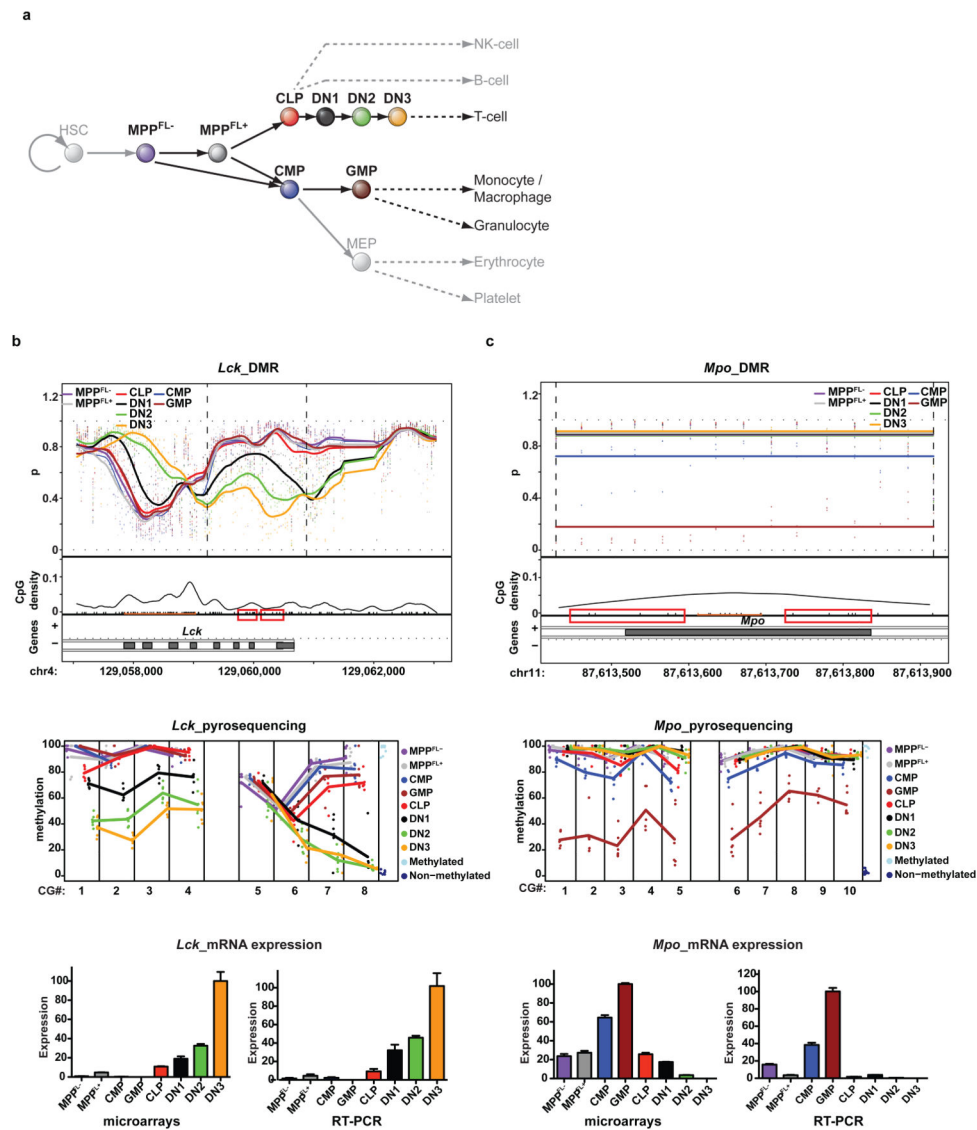 a
NK-cell
B-cell
CLP DN1 DN2 DN3
T-cell
HSC
MPPFL-
MPPFL+
CMP
GMP
Monocyte /
Macrophage
Granulocyte
MEP
Erythrocyte
Platelet
b
Lck_DMR
MPPFL- CLP CMP
MPPFL+ DN1 GMP
DN2
DN3
1.2
0.8
p
0.4
0
CpG
density
0.1
0.0
Genes
+
−
Lck
chr4: 129,058,000 129,060,000 129,062,000
c
Mpo_DMR
MPPFL- CLP CMP
MPPFL+ DN1 GMP
DN2
DN3
1.2
0.8
p
0.4
0
CpG
density
0.1
0.0
Genes
+
−
Mpo
chr11: 87,613,500 87,613,600 87,613,700 87,613,800 87,613,900
Lck_pyrosequencing
methylation
100
80
60
40
20
0
CG#: 1 2 3 4 5 6 7 8
MPPFL-
MPPFL+
CMP
GMP
CLP
DN1
DN2
DN3
Methylated
Non-methylated
Mpo_pyrosequencing
methylation
100
80
60
40
20
0
CG#: 1 2 3 4 5 6 7 8 9 10
MPPFL-
MPPFL+
CMP
GMP
CLP
DN1
DN2
DN3
Methylated
Non-methylated
Lck_mRNA expression
Expression
100
80
60
40
20
0
MPPFL- MPPFL+ CMP GMP CLP DN1 DN2 DN3
microarrays
Expression
100
80
60
40
20
0
MPPFL- MPPFL+ CMP GMP CLP DN1 DN2 DN3
RT-PCR
Mpo_mRNA expression
Expression
100
80
60
40
20
0
MPPFL- MPPFL+ CMP GMP CLP DN1 DN2 DN3
microarrays
Expression
120
100
80
60
40
20
0
MPPFL- MPPFL+ CMP GMP CLP DN1 DN2 DN3
RT-PCR